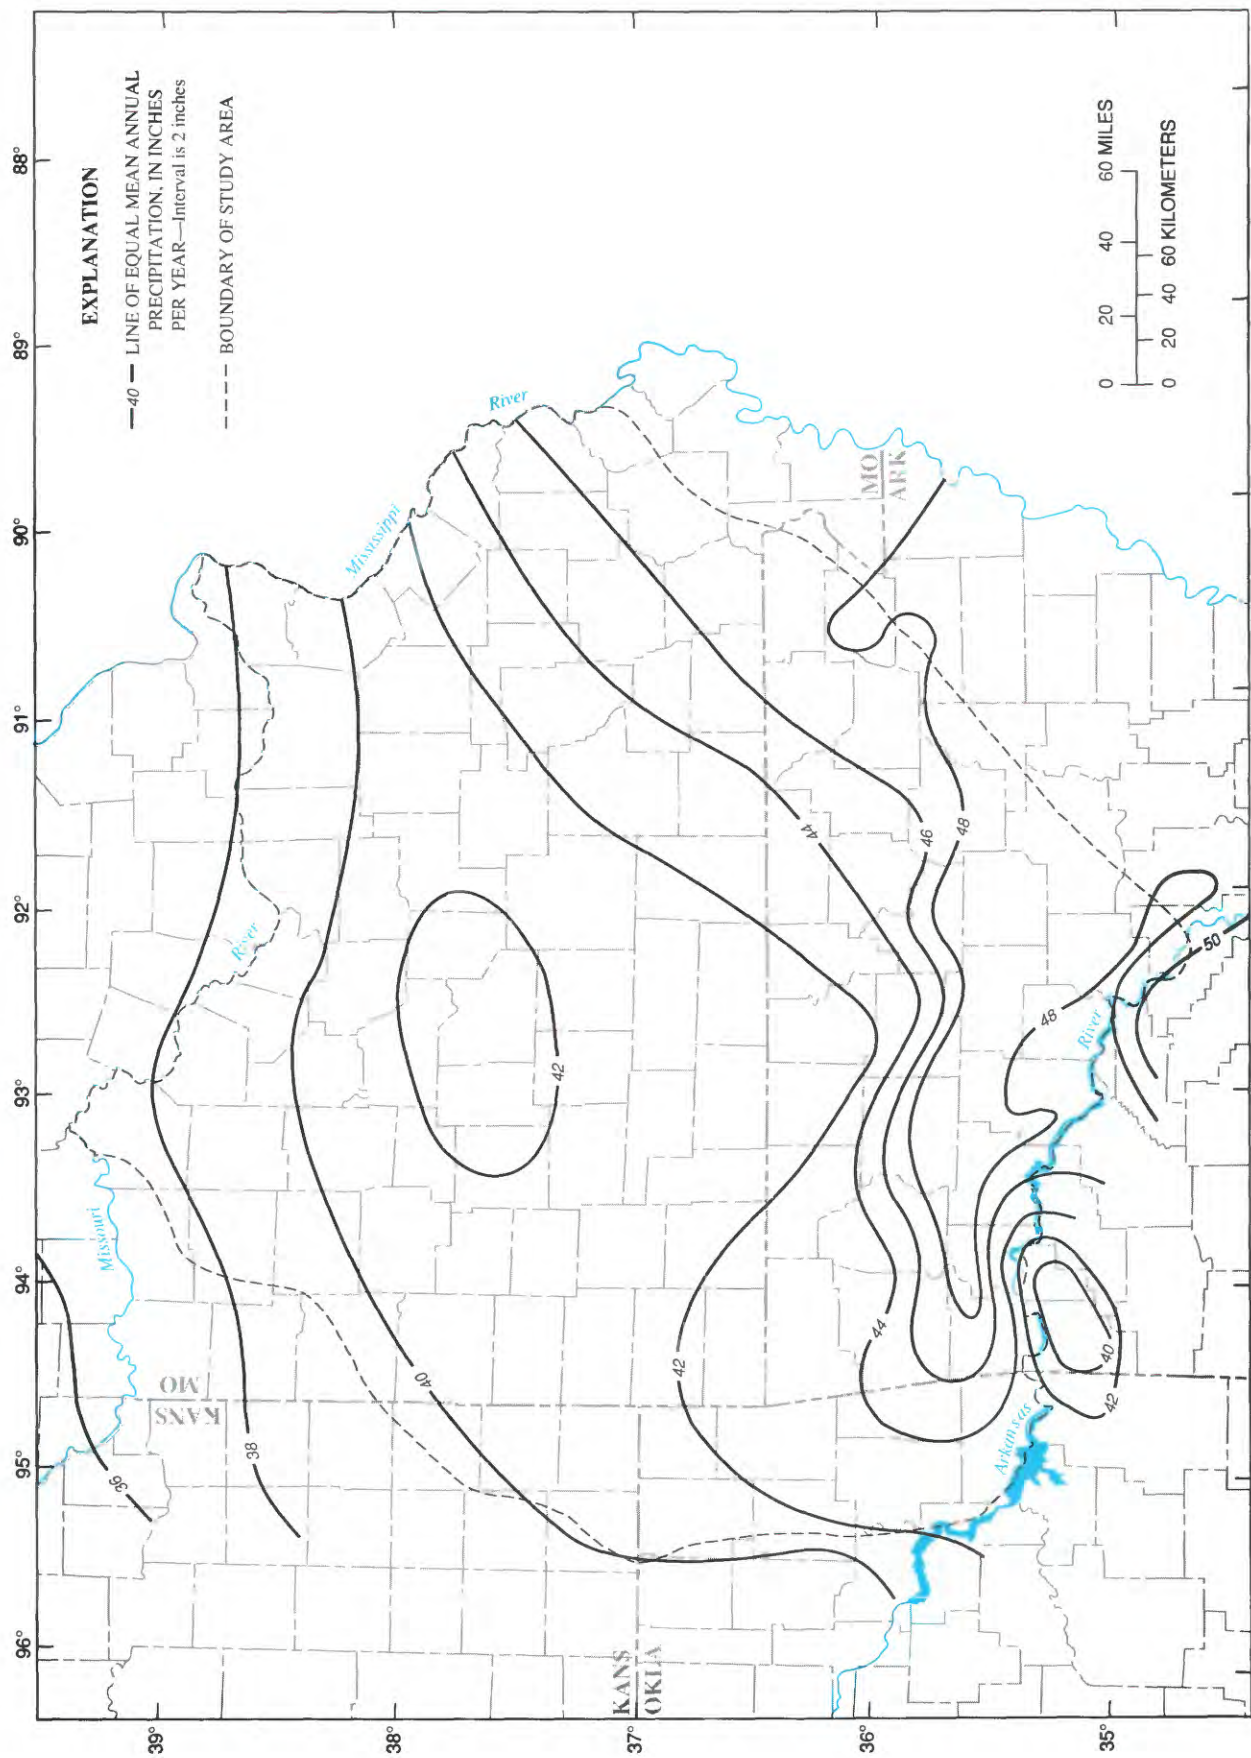 96°
95°
94°
93°
92°
91°
90°
89°
88°
39°
38°
37°
36°
35°
EXPLANATION
—40— LINE OF EQUAL MEAN ANNUAL
PRECIPITATION, IN INCHES
PER YEAR—Interval is 2 inches
––– BOUNDARY OF STUDY AREA
Missouri
River
Mississippi
River
KANS
MO
KANS
OKLA
MO
ARK
Arkansas
River
36
38
40
42
42
44
44
46
48
48
50
40
42
0 20 40 60 MILES
0 20 40 60 KILOMETERS